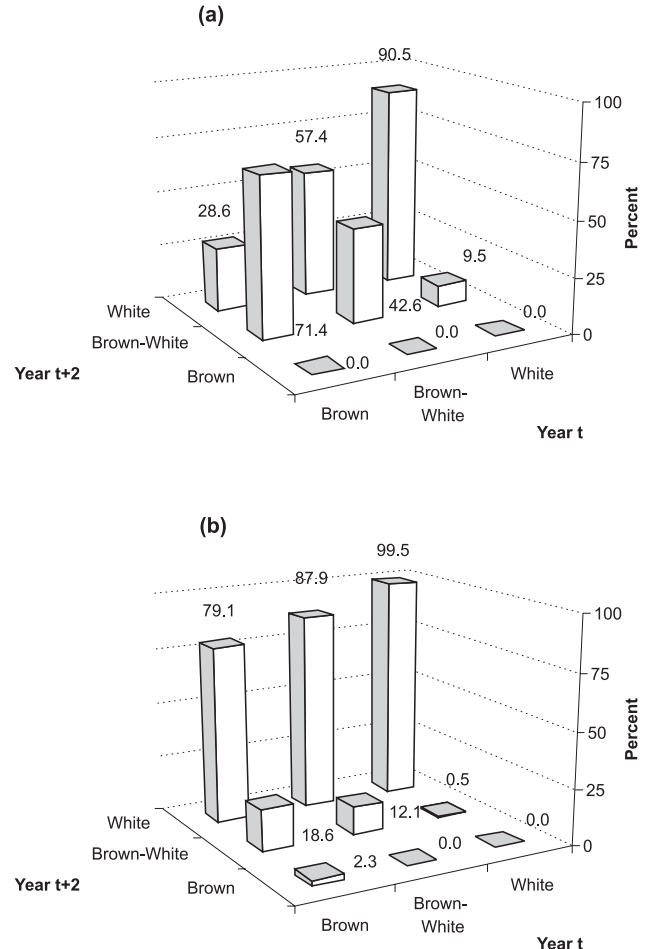 (a)
90.5
100
57.4
75
Percent
28.6
50
9.5
25
42.6
White
0.0
71.4
0.0
0
Brown-White
0.0
Year t+2
Brown
White
Brown
Brown-
White
Year t
(b)
99.5
87.9
79.1
100
75
Percent
50
25
0.5
12.1
White
0.0
18.6
0.0
0
Brown-White
2.3
Year t+2
Brown
White
Brown
Brown-
White
Year t